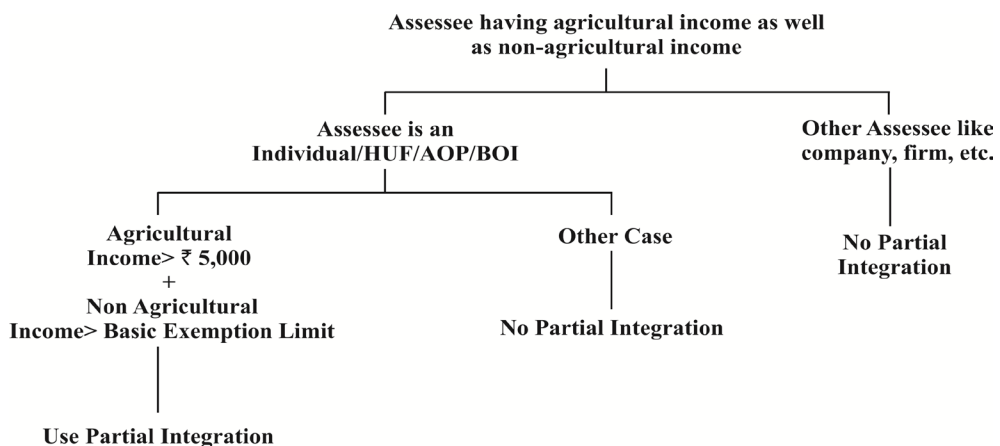 Assessee having agricultural income as well
as non-agricultural income
Assessee is an
Individual/HUF/AOP/BOI
Other Assessee like
company, firm, etc.
Agricultural
Income> ₹ 5,000
+
Non Agricultural
Income> Basic Exemption Limit
Other Case
No Partial
Integration
No Partial Integration
Use Partial Integration